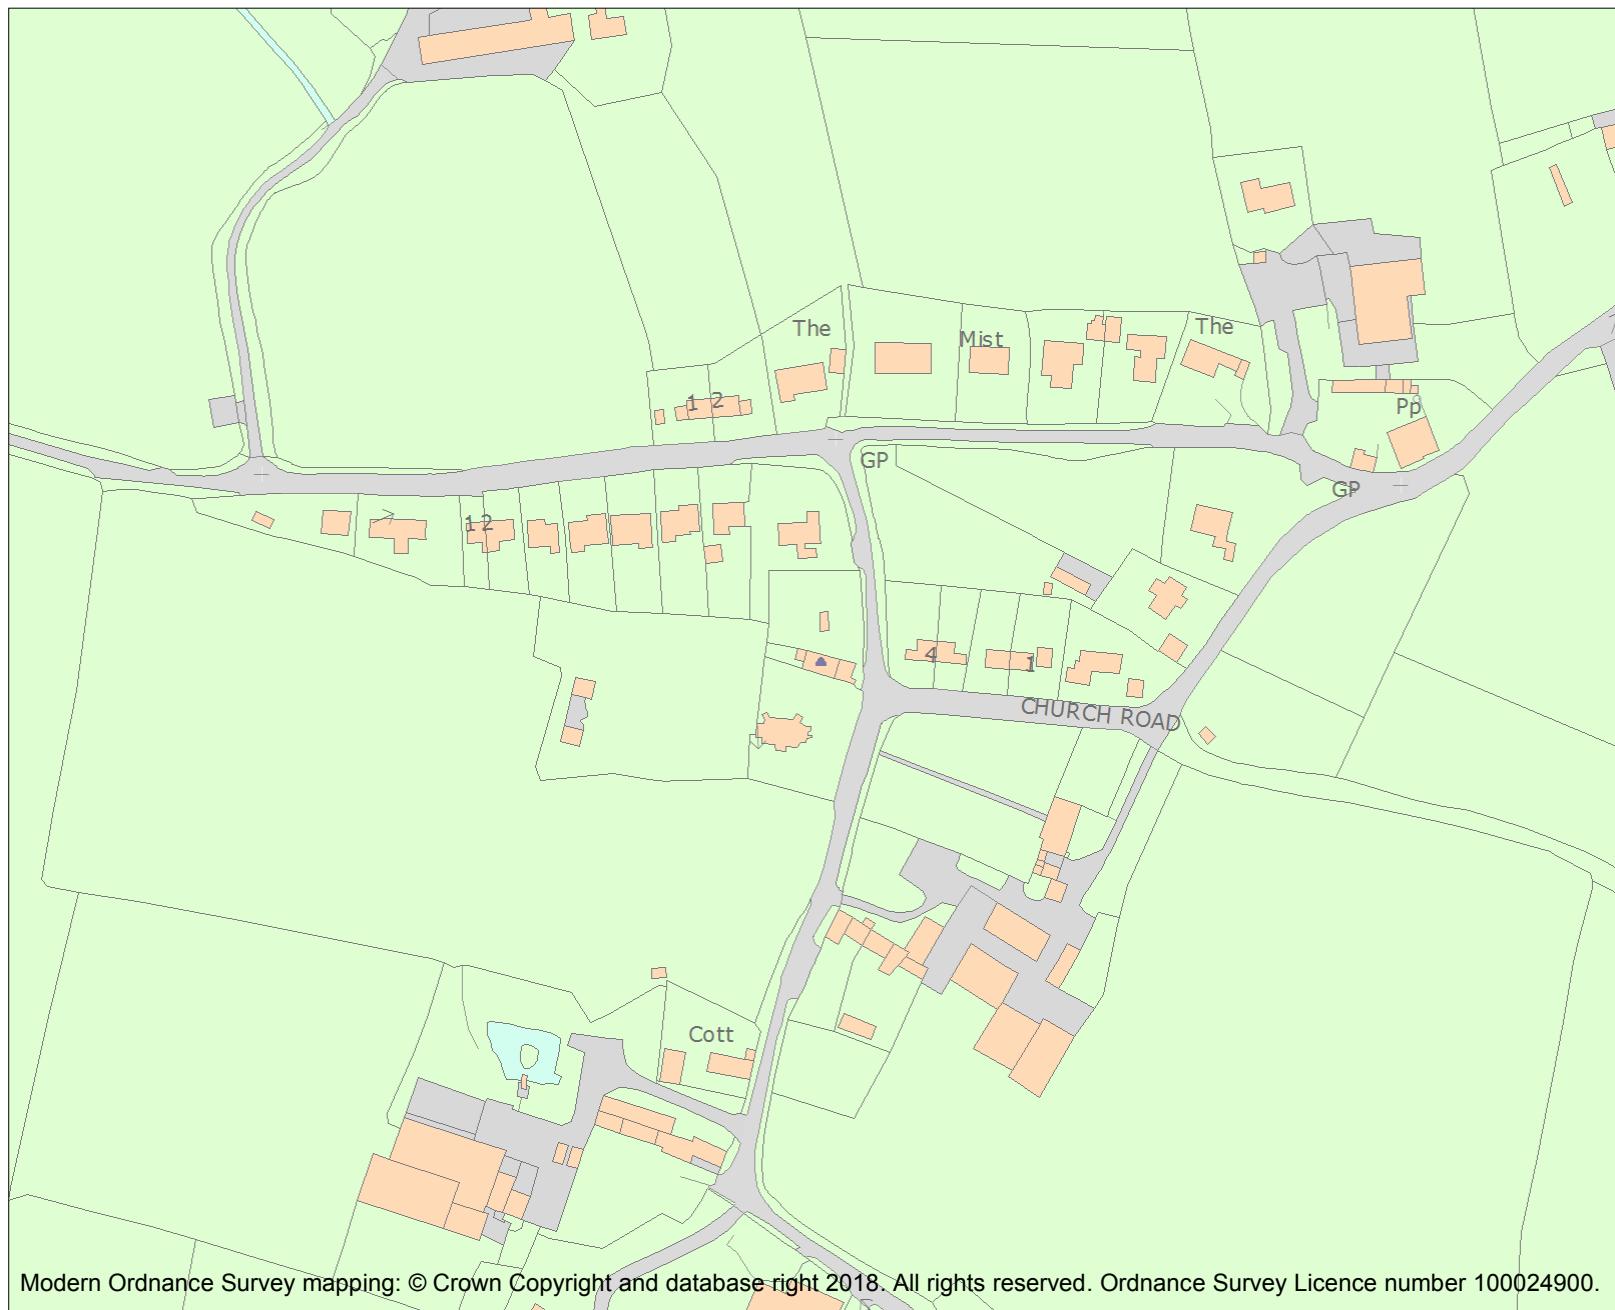 The
Mist
The
1 2
Pp
GP
GP
12
4
1
CHURCH ROAD
Cott
Modern Ordnance Survey mapping: © Crown Copyright and database right 2018. All rights reserved. Ordnance Survey Licence number 100024900.